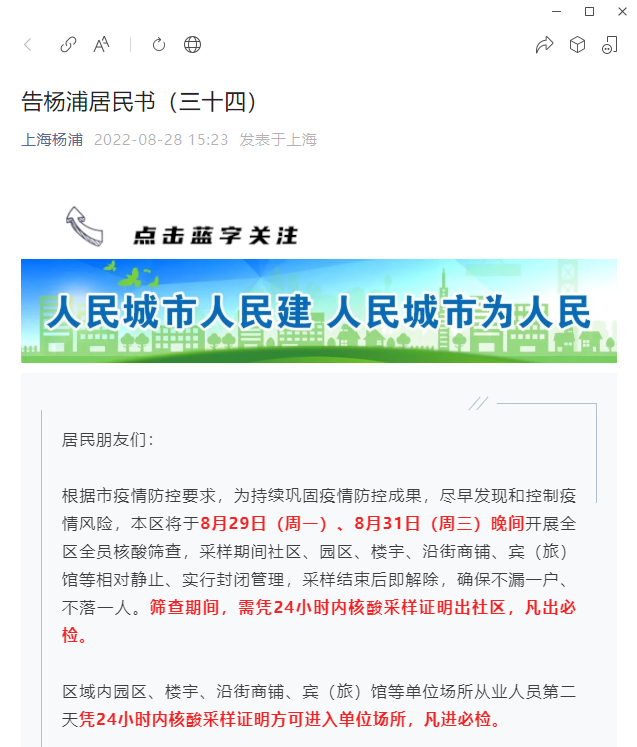 告杨浦居民书（三十四）
上海杨浦 2022-08-28 15:23 发表于上海
点击蓝字关注
人民城市人民建 人民城市为人民
居民朋友们：
根据市疫情防控要求，为持续巩固疫情防控成果，尽早发现和控制疫
情风险，本区将于8月29日（周一）、8月31日（周三）晚间开展全
区全员核酸筛查，采样期间社区、园区、楼宇、沿街商铺、宾（旅）
馆等相对静止、实行封闭管理，采样结束后即解除，确保不漏一户、
不落一人。筛查期间，需凭24小时内核酸采样证明出社区，凡出必
检。
区域内园区、楼宇、沿街商铺、宾（旅）馆等单位场所从业人员第二
天凭24小时内核酸采样证明方可进入单位场所，凡进必检。